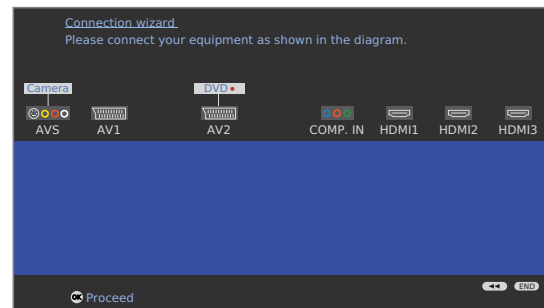 Connection wizard
Please connect your equipment as shown in the diagram.
Camera DVD
AVS AV1 AV2 COMP. IN HDMI1 HDMI2 HDMI3
END
OK Proceed